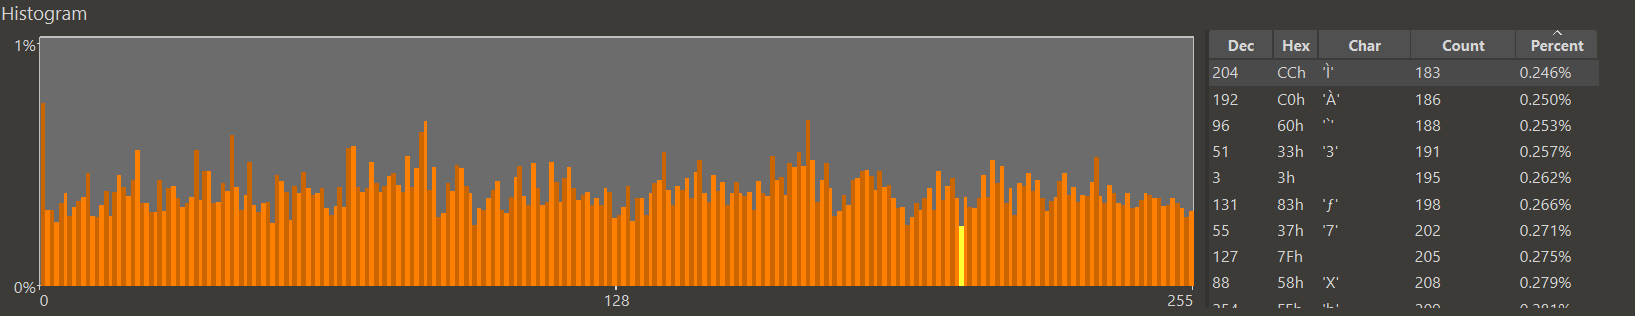 Histogram
1%
0%
0 128 255
Dec Hex Char Count Percent
204 CCh 'Ì' 183 0.246%
192 C0h 'À' 186 0.250%
96 60h '`' 188 0.253%
51 33h '3' 191 0.257%
3 3h 195 0.262%
131 83h 'ƒ' 198 0.266%
55 37h '7' 202 0.271%
127 7Fh 205 0.275%
88 58h 'X' 208 0.279%